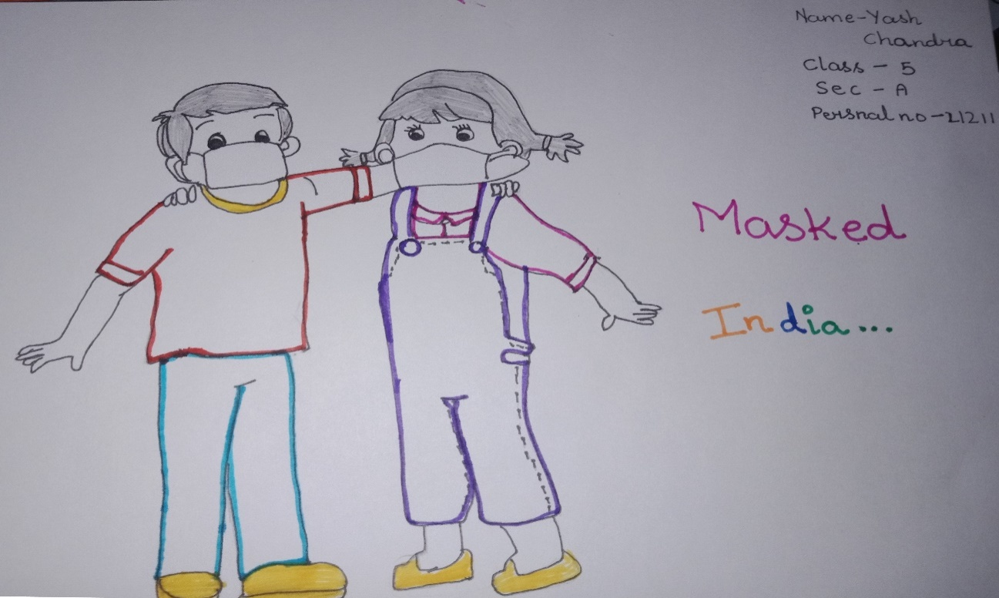 Name-Yash
Chandra
Class - 5
Sec - A
Persnal no-21211
Masked
India...